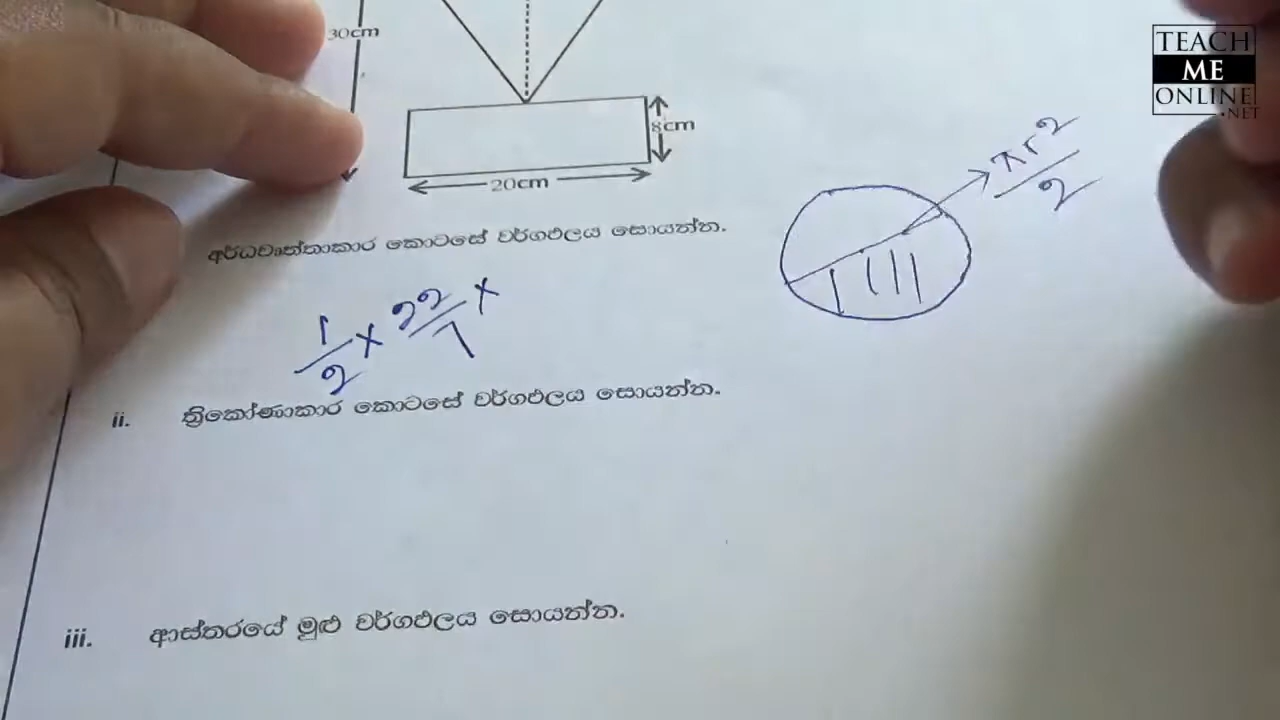 TEACH
ME
ONLINE
.NET
30cm
8cm
20cm
πr²/2
අර්ධවෘත්තාකාර කොටසේ වර්ගඵලය සොයන්න.
1/2 × 22/7 ×
ii. ත්‍රිකෝණාකාර කොටසේ වර්ගඵලය සොයන්න.
iii. ආස්තරයේ මුළු වර්ගඵලය සොයන්න.